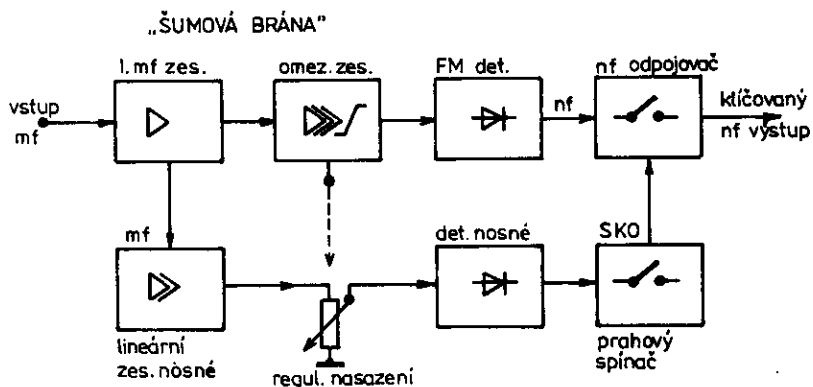 „ŠUMOVÁ BRÁNA”
1.mf zes.
omez. zes.
FM det.
nf odpojovač
vstup
mf
nf
klíčovaný
nf výstup
mf
det. nosné
SKO
lineární
zes. nosné
regul. nasazení
prahový
spínač